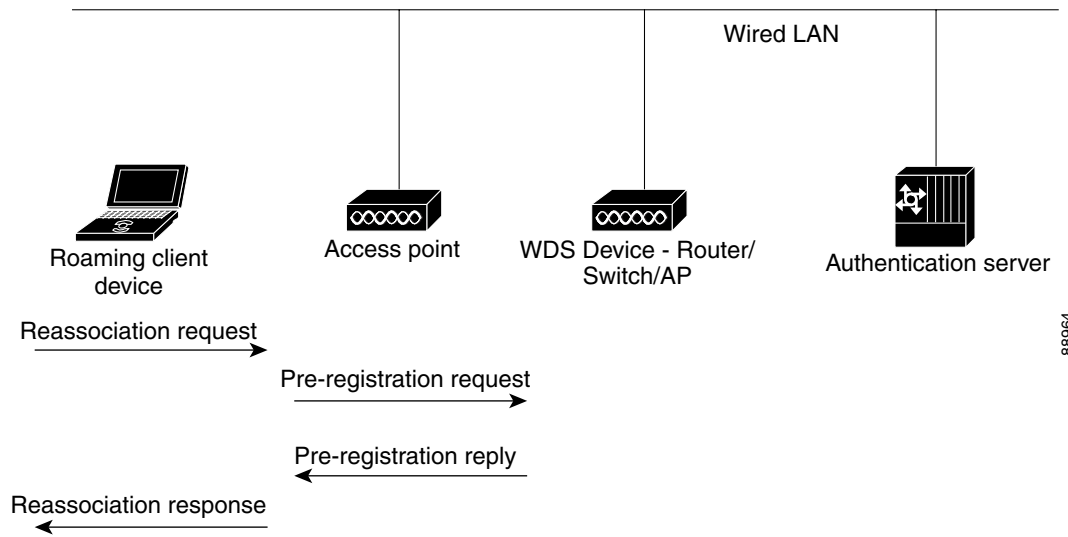 Wired LAN
Roaming client
device
Access point
WDS Device - Router/
Switch/AP
Authentication server
88964
Reassociation request
Pre-registration request
Pre-registration reply
Reassociation response